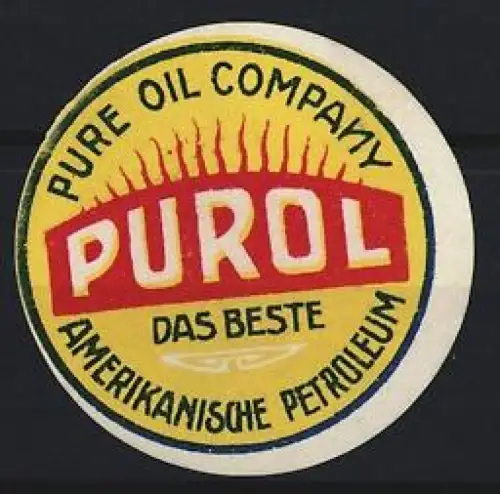 PURE OIL COMPANY
PUROL
DAS BESTE
AMERIKANISCHE PETROLEUM